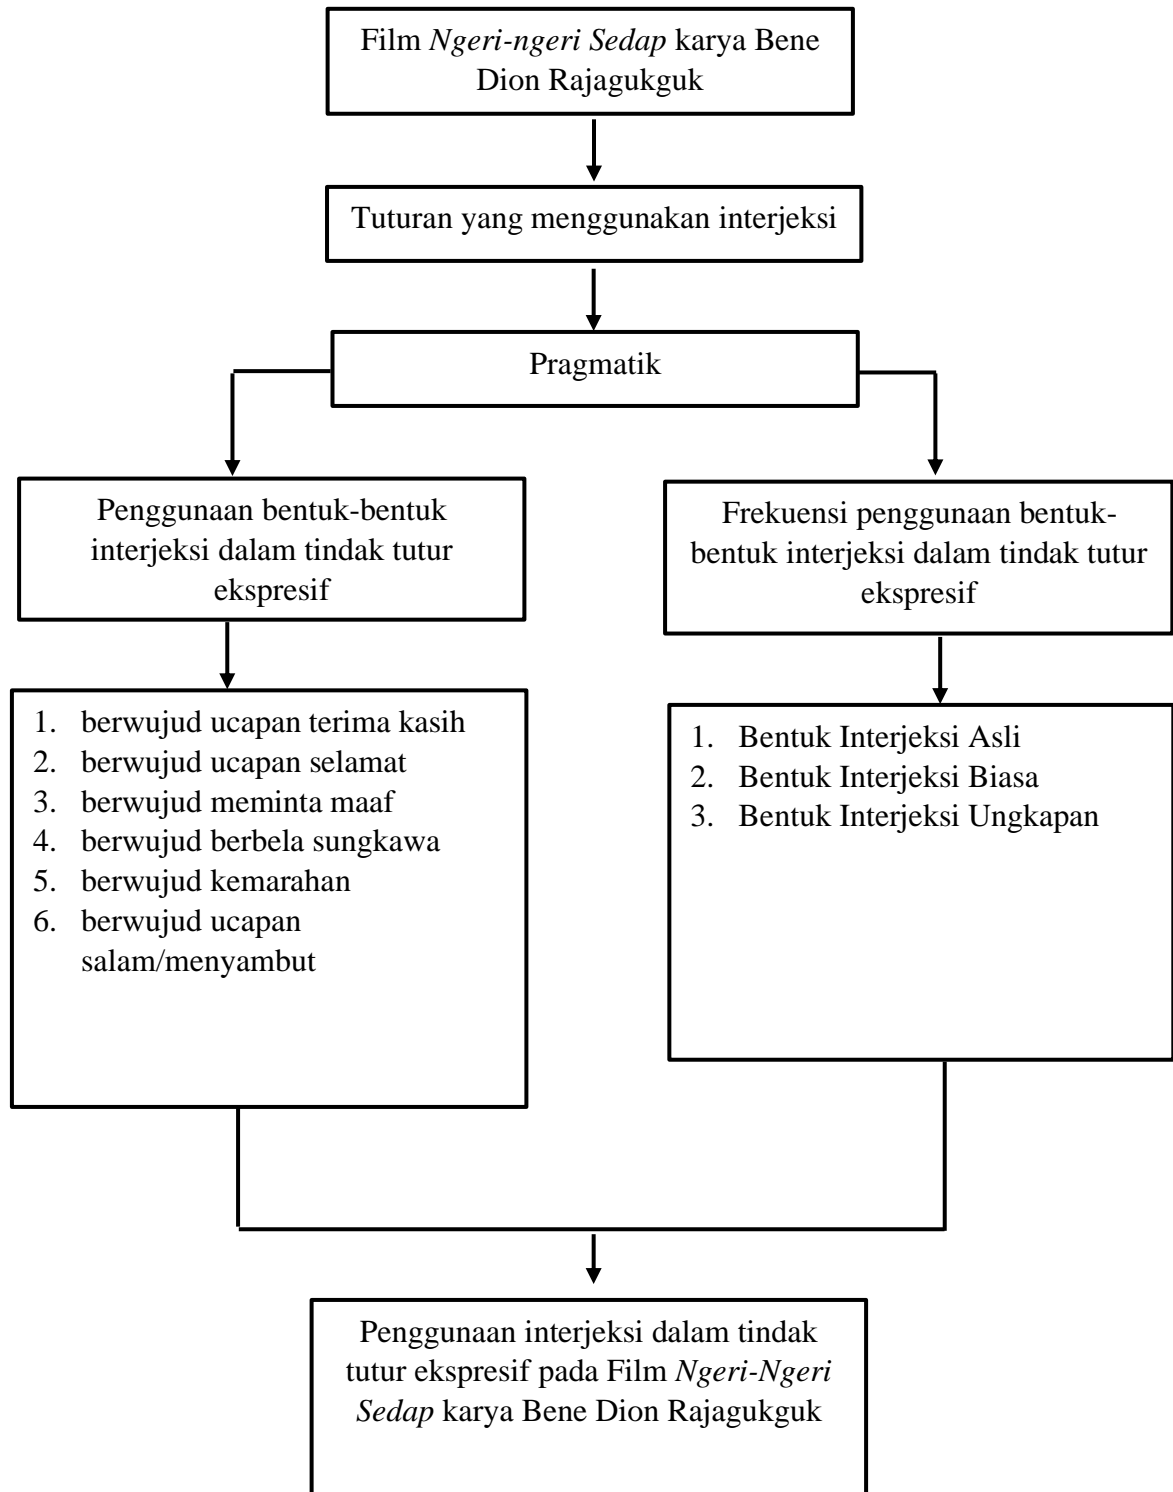 Film Ngeri-ngeri Sedap karya Bene
Dion Rajagukguk
Tuturan yang menggunakan interjeksi
Pragmatik
Penggunaan bentuk-bentuk
interjeksi dalam tindak tutur
ekspresif
Frekuensi penggunaan bentuk-
bentuk interjeksi dalam tindak tutur
ekspresif
1. berwujud ucapan terima kasih
2. berwujud ucapan selamat
3. berwujud meminta maaf
4. berwujud berbela sungkawa
5. berwujud kemarahan
6. berwujud ucapan
salam/menyambut
1. Bentuk Interjeksi Asli
2. Bentuk Interjeksi Biasa
3. Bentuk Interjeksi Ungkapan
Penggunaan interjeksi dalam tindak
tutur ekspresif pada Film Ngeri-Ngeri
Sedap karya Bene Dion Rajagukguk